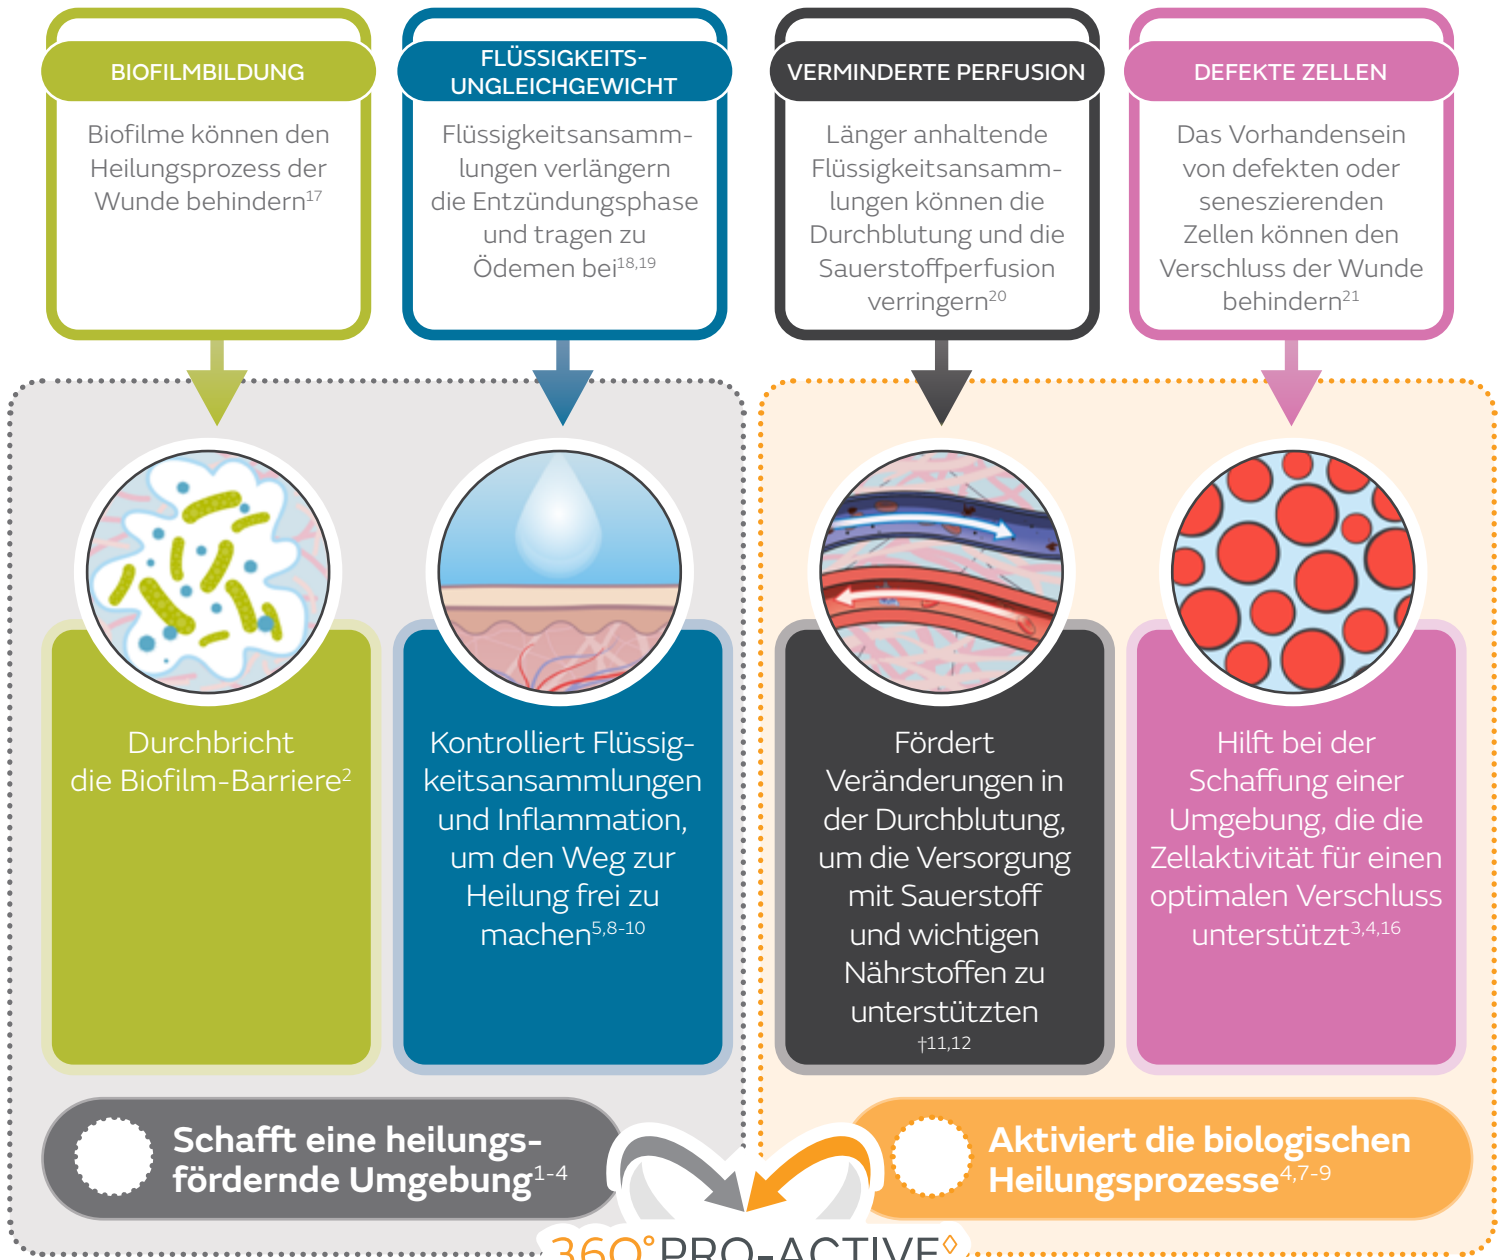 BIOFILMBILDUNG
Biofilme können den
Heilungsprozess der
Wunde behindern17
FLÜSSIGKEITS-
UNGLEICHGEWICHT
Flüssigkeitsansamm-
lungen verlängern
die Entzündungsphase
und tragen zu
Ödemen bei18,19
VERMINDERTE PERFUSION
Länger anhaltende
Flüssigkeitsansamm-
lungen können die
Durchblutung und die
Sauerstoffperfusion
verringern20
DEFEKTE ZELLEN
Das Vorhandensein
von defekten oder
seneszierenden
Zellen können den
Verschluss der Wunde
behindern21
Durchbricht
die Biofilm-Barriere2
Kontrolliert Flüssig-
keitsansammlungen
und Inflammation,
um den Weg zur
Heilung frei zu
machen5,8-10
Fördert
Veränderungen in
der Durchblutung,
um die Versorgung
mit Sauerstoff
und wichtigen
Nährstoffen zu
unterstützten
†11,12
Hilft bei der
Schaffung einer
Umgebung, die die
Zellaktivität für einen
optimalen Verschluss
unterstützt3,4,16
Schafft eine heilungs-
fördernde Umgebung1-4
Aktiviert die biologischen
Heilungsprozesse4,7-9
360°PRO-ACTIVE◊